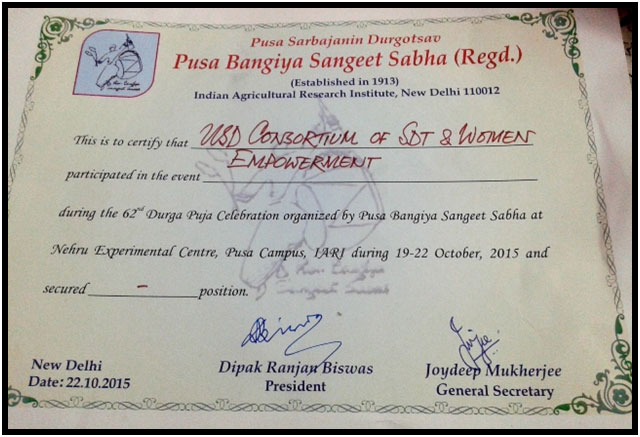 Pusa Sarbajanin Durgotsav
Pusa Bangiya Sangeet Sabha (Regd.)
(Established in 1913)
Indian Agricultural Research Institute, New Delhi 110012
This is to certify that USD CONSORTIUM OF SDT & WOMEN
EMPOWERMENT
participated in the event
during the 62nd Durga Puja Celebration organized by Pusa Bangiya Sangeet Sabha at
Nehru Experimental Centre, Pusa Campus, IARI during 19-22 October, 2015 and
secured - position.
New Delhi
Date: 22.10.2015
Dipak Ranjan Biswas
President
Joydeep Mukherjee
General Secretary